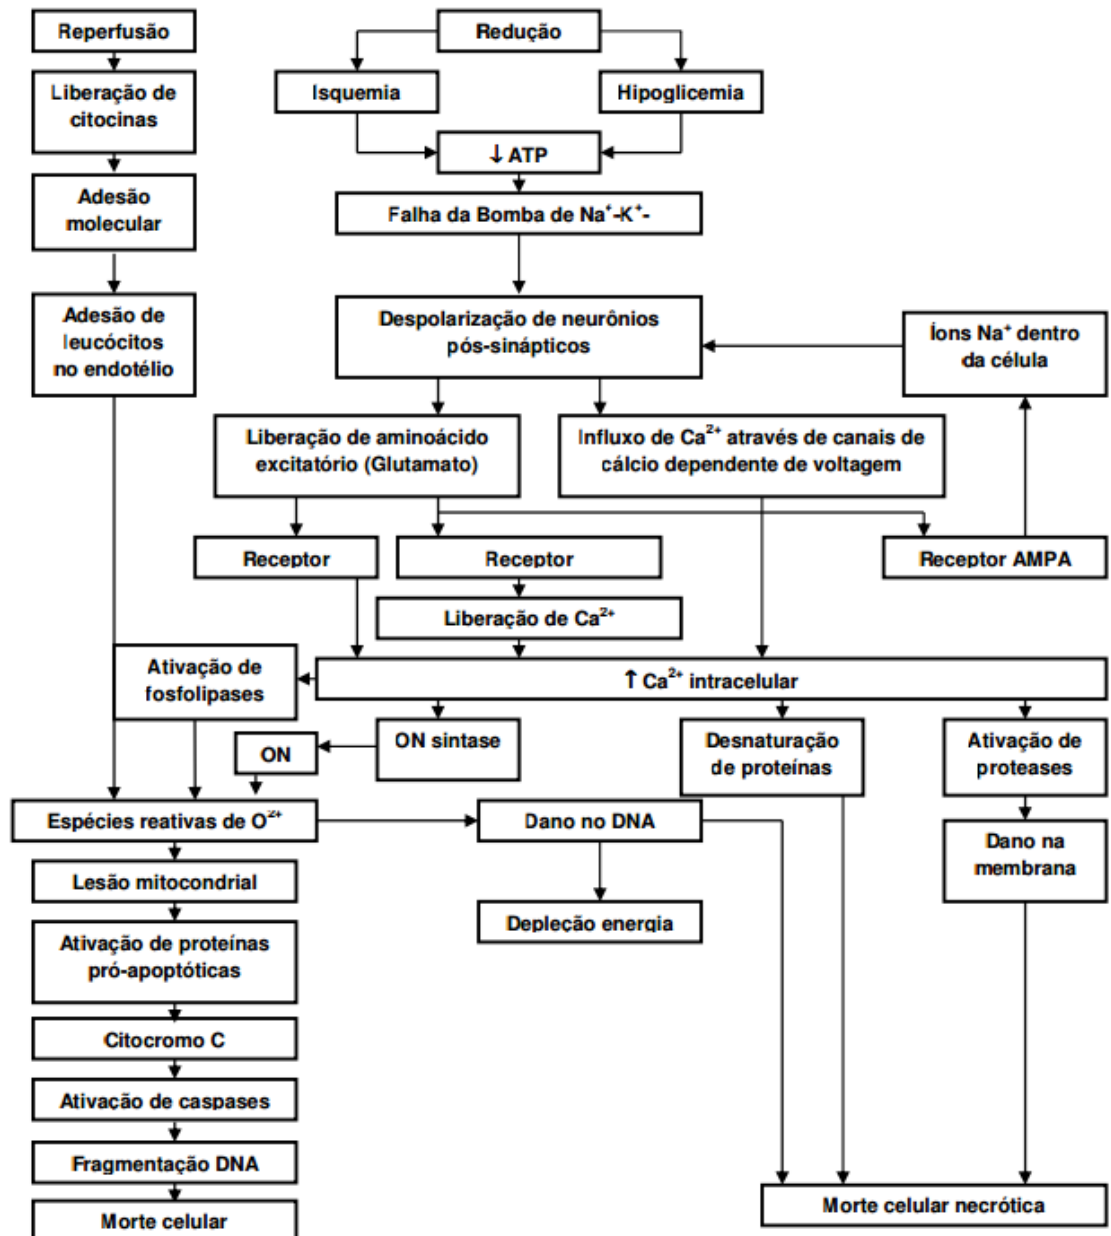 Reperfusão
Redução
Liberação de
citocinas
Isquemia
Hipoglicemia
↓ ATP
Adesão
molecular
Falha da Bomba de Na⁺-K⁺-
Adesão de
leucócitos
no endotélio
Despolarização de neurônios
pós-sinápticos
Íons Na⁺ dentro
da célula
Liberação de aminoácido
excitatório (Glutamato)
Influxo de Ca²⁺ através de canais de
cálcio dependente de voltagem
Receptor
Receptor
Receptor AMPA
Liberação de Ca²⁺
Ativação de
fosfolipases
↑ Ca²⁺ intracelular
ON
ON sintase
Desnaturação
de proteínas
Ativação de
proteases
Espécies reativas de O²⁺
Dano no DNA
Dano na
membrana
Lesão mitocondrial
Depleção energia
Ativação de proteínas
pró-apoptóticas
Citocromo C
Ativação de caspases
Fragmentação DNA
Morte celular
Morte celular necrótica